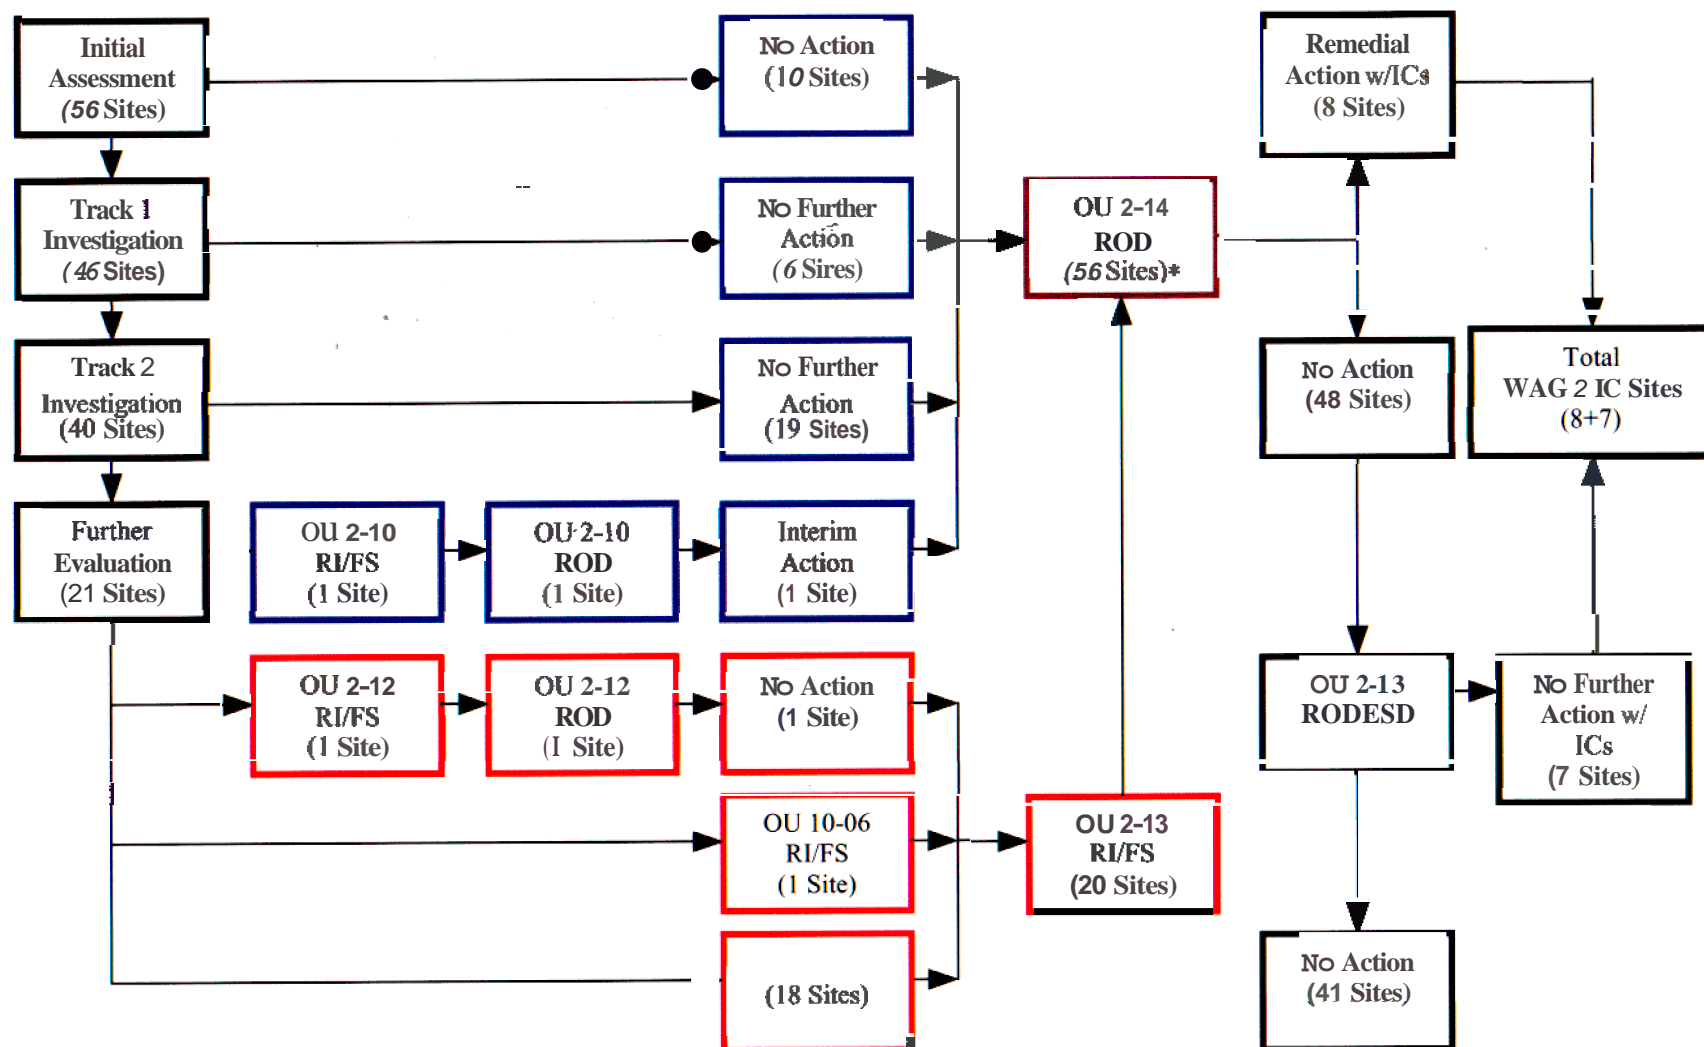 Initial
Assessment
(56 Sites)
No Action
(10 Sites)
Remedial
Action w/ICs
(8 Sites)
Track 1
Investigation
(46 Sites)
No Further
Action
(6 Sires)
OU 2-14
ROD
(56 Sites)*
Track 2
Investigation
(40 Sites)
No Further
Action
(19 Sites)
No Action
(48 Sites)
Total
WAG 2 IC Sites
(8+7)
Further
Evaluation
(21 Sites)
OU 2-10
RI/FS
(1 Site)
OU 2-10
ROD
(1 Site)
Interim
Action
(1 Site)
OU 2-12
RI/FS
(1 Site)
OU 2-12
ROD
(I Site)
No Action
(1 Site)
OU 2-13
RODESD
No Further
Action w/
ICs
(7 Sites)
OU 10-06
RI/FS
(1 Site)
OU 2-13
RI/FS
(20 Sites)
(18 Sites)
No Action
(41 Sites)